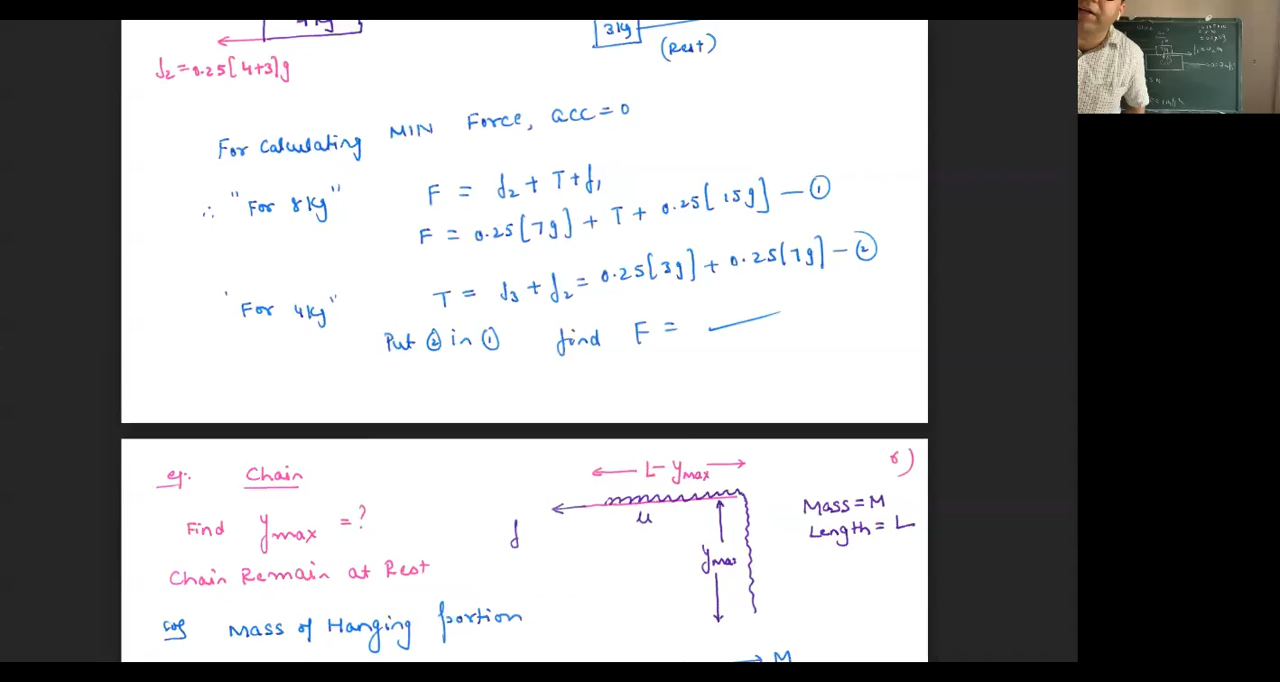 4Kg
3Kg
(Rest)
f₂=0.25[4+3]g
For Calculating MIN Force, acc=0
∴ "For 8Kg" F = f₂+T+f₁
F = 0.25[7g] + T + 0.25[15g] — ①
"For 4Kg" T = f₃+f₂ = 0.25[3g] + 0.25[7g] — ②
Put ② in ① find F =
eg: Chain
L-ymax
6)
Find ymax =?
μ
Mass=M
Length = L
f
ymax
Chain Remain at Rest
Sol Mass of Hanging portion
M